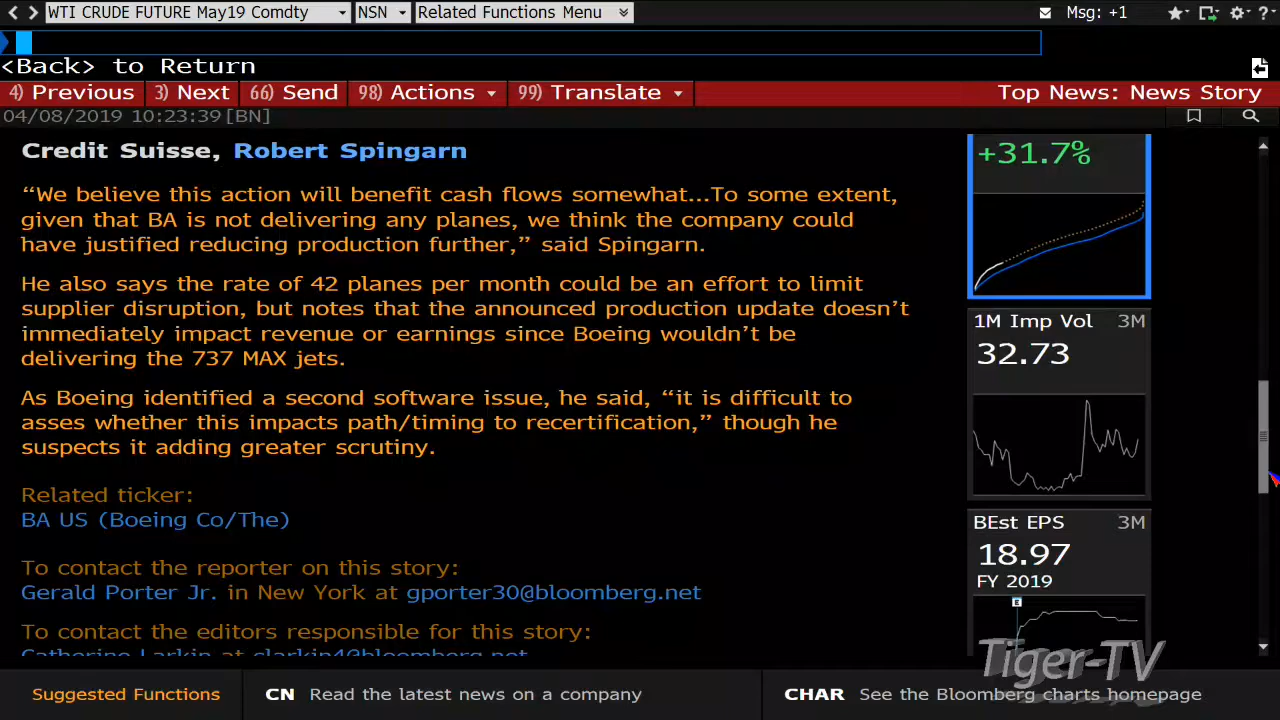 WTI CRUDE FUTURE May19 Comdty NSN Related Functions Menu Msg: +1
<Back> to Return
4) Previous 3) Next 66) Send 98) Actions 99) Translate Top News: News Story
04/08/2019 10:23:39[BN]
Credit Suisse, Robert Spingarn
“We believe this action will benefit cash flows somewhat...To some extent,
given that BA is not delivering any planes, we think the company could
have justified reducing production further,” said Spingarn.
He also says the rate of 42 planes per month could be an effort to limit
supplier disruption, but notes that the announced production update doesn’t
immediately impact revenue or earnings since Boeing wouldn’t be
delivering the 737 MAX jets.
As Boeing identified a second software issue, he said, “it is difficult to
asses whether this impacts path/timing to recertification,” though he
suspects it adding greater scrutiny.
Related ticker:
BA US (Boeing Co/The)
To contact the reporter on this story:
Gerald Porter Jr. in New York at gporter30@bloomberg.net
To contact the editors responsible for this story:
Catherine Larkin at clarkin4@bloomberg.net
+31.7%
1M Imp Vol 3M
32.73
BEst EPS 3M
18.97
FY 2019
E
Tiger-TV
Suggested Functions CN Read the latest news on a company CHAR See the Bloomberg charts homepage